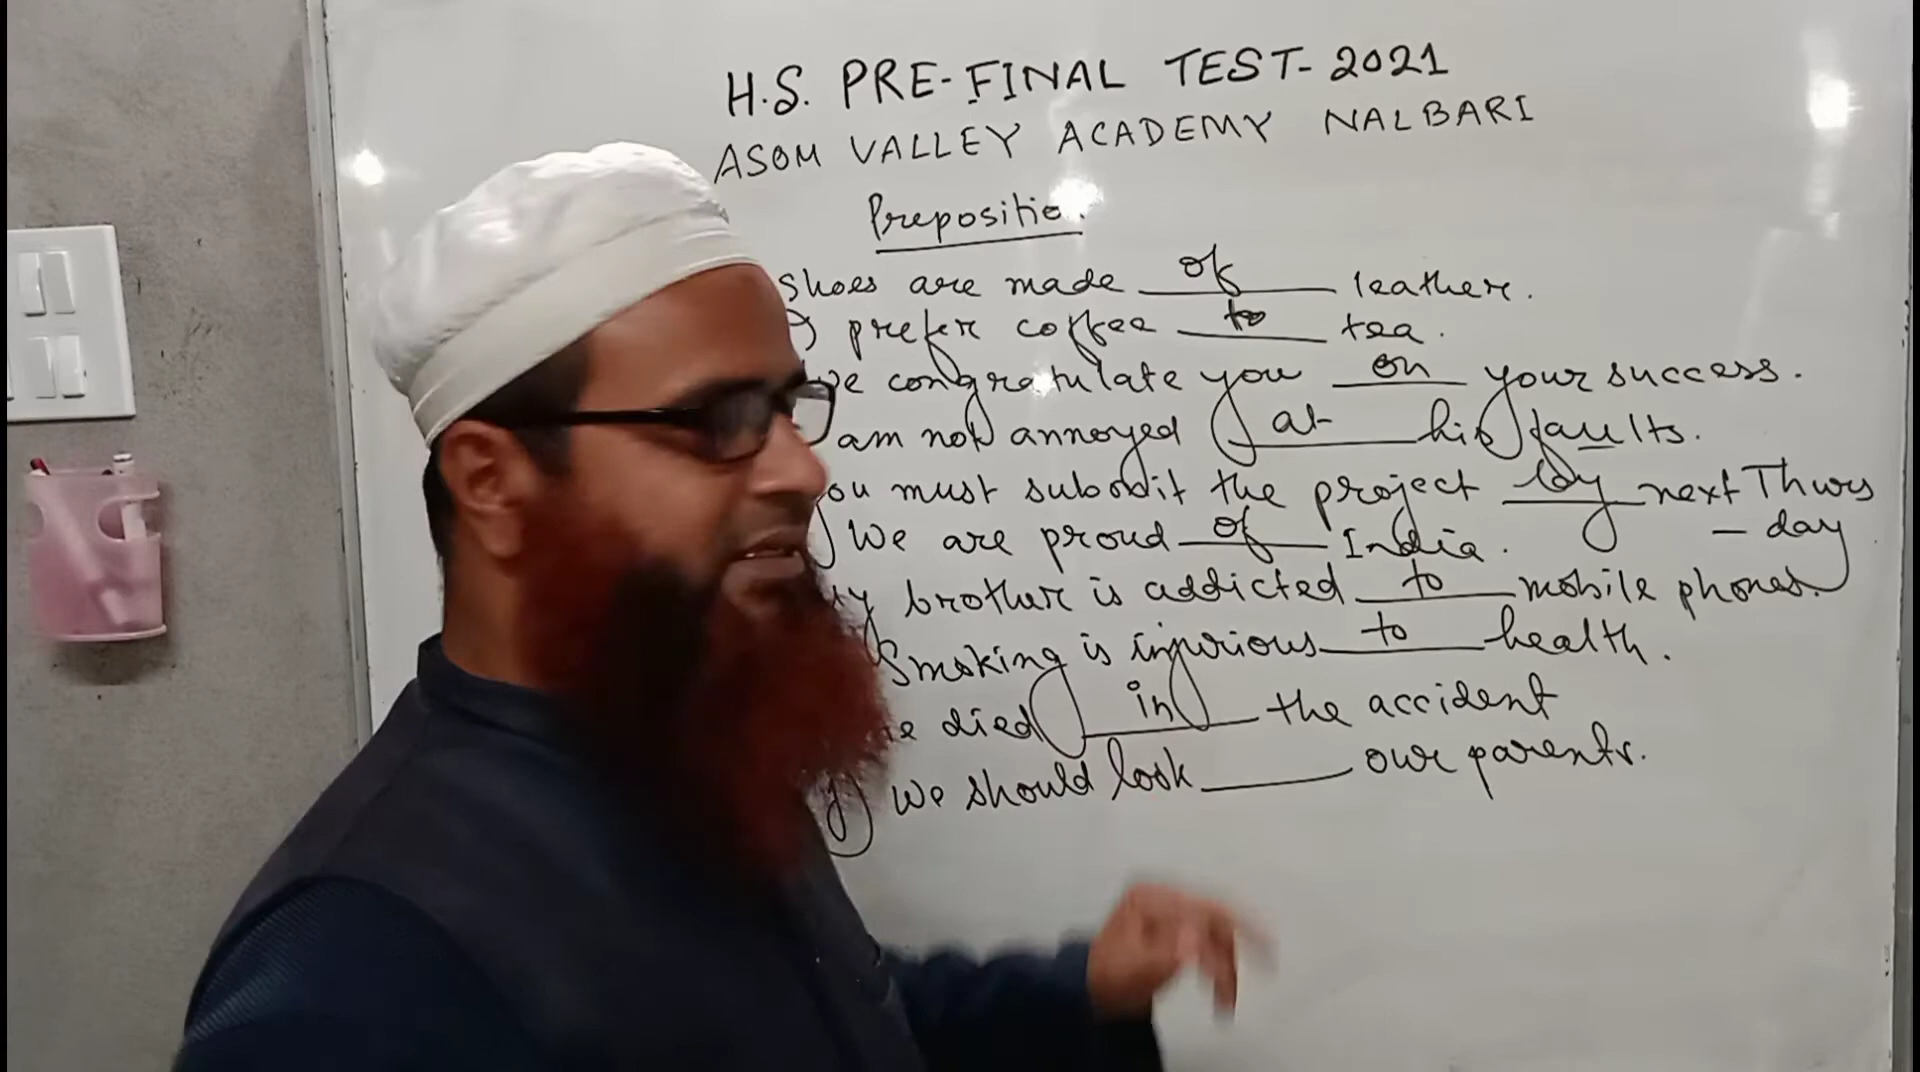 H.S. PRE-FINAL TEST-2021
ASOM VALLEY ACADEMY NALBARI
Prepositio.
shoes are made of leather.
I prefer coffee to tea.
we congratulate you on your success.
am not annoyed at his faults.
ou must submit the project by next Thurs
- day
We are proud of India.
y brother is addicted to mobile phones.
Smoking is injurious to health.
e died in the accident
j) we should look ____ our parents.